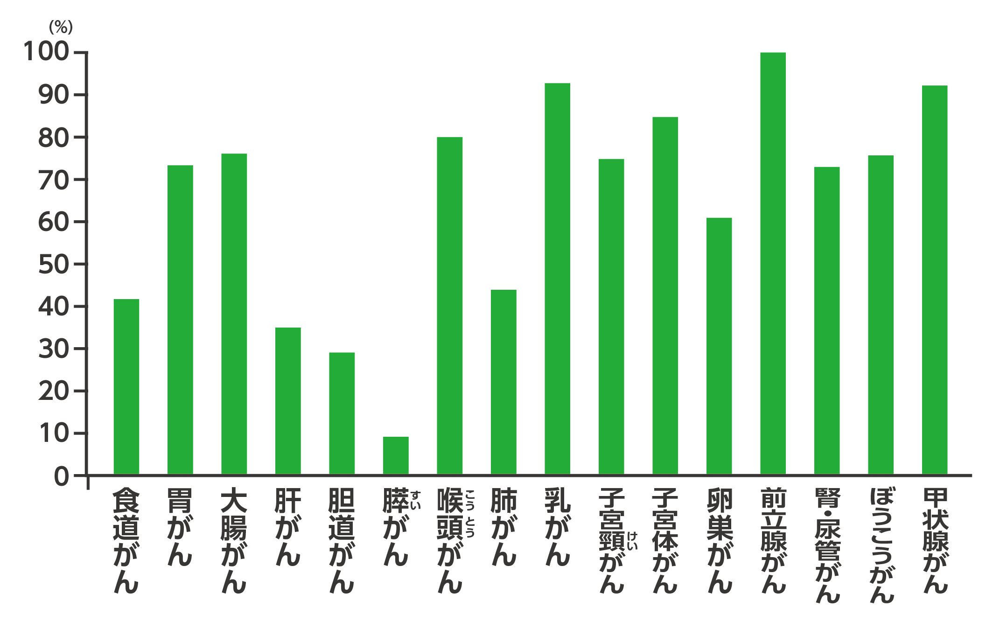 (%)
100
90
80
70
60
50
40
30
20
10
0
食道がん
胃がん
大腸がん
肝がん
胆道がん
膵がん
すい
喉頭がん
こうとう
肺がん
乳がん
子宮頸がん
けい
子宮体がん
卵巣がん
前立腺がん
腎・尿管がん
ぼうこうがん
甲状腺がん